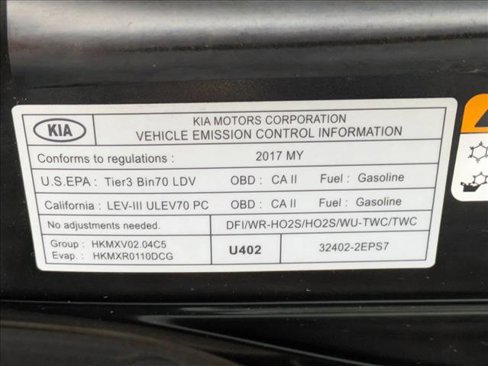 KIA
KIA MOTORS CORPORATION
VEHICLE EMISSION CONTROL INFORMATION
Conforms to regulations : 2017 MY
U.S.EPA : Tier3 Bin70 LDV OBD : CA II Fuel : Gasoline
California : LEV-III ULEV70 PC OBD : CA II Fuel : Gasoline
No adjustments needed. DFI/WR-HO2S/HO2S/WU-TWC/TWC
Group : HKMXV02.04C5
Evap. : HKMXR0110DCG
U402
32402-2EPS7